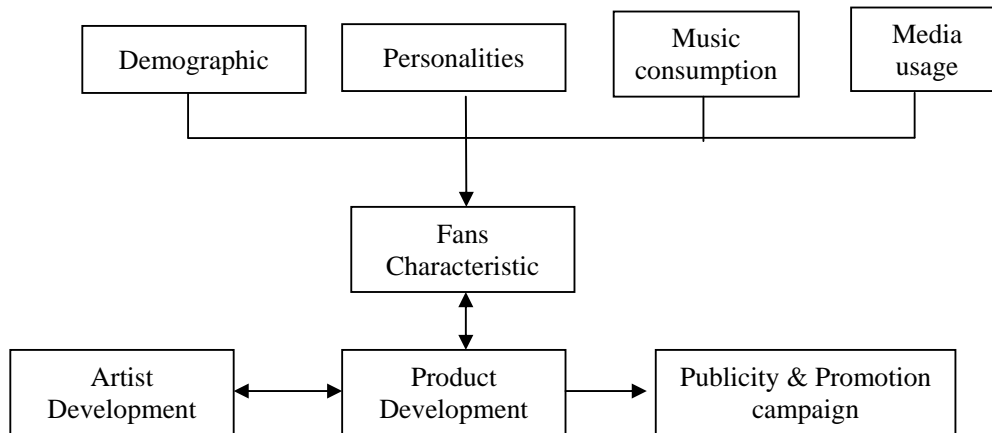 Demographic
Personalities
Music
consumption
Media
usage
Fans
Characteristic
Artist
Development
Product
Development
Publicity & Promotion
campaign